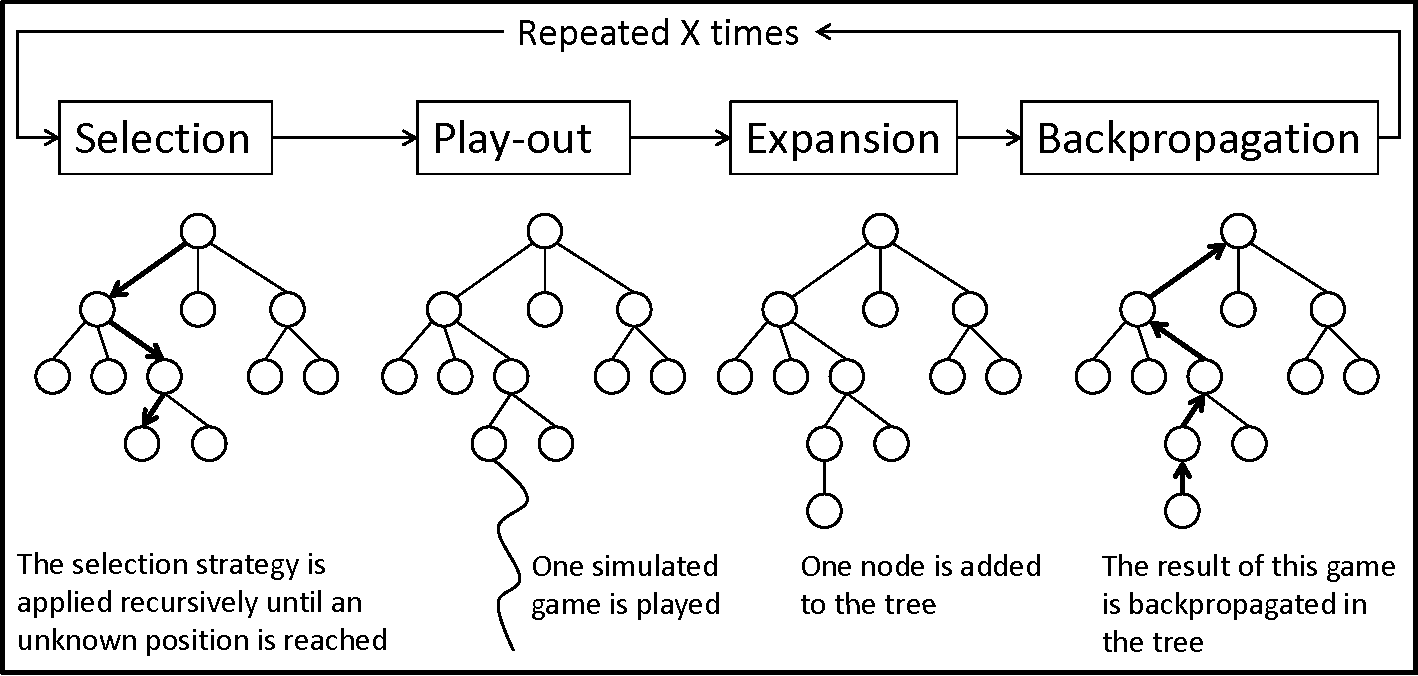 Repeated X times
Selection
Play-out
Expansion
Backpropagation
The selection strategy is
applied recursively until an
unknown position is reached
One simulated
game is played
One node is added
to the tree
The result of this game
is backpropagated in
the tree